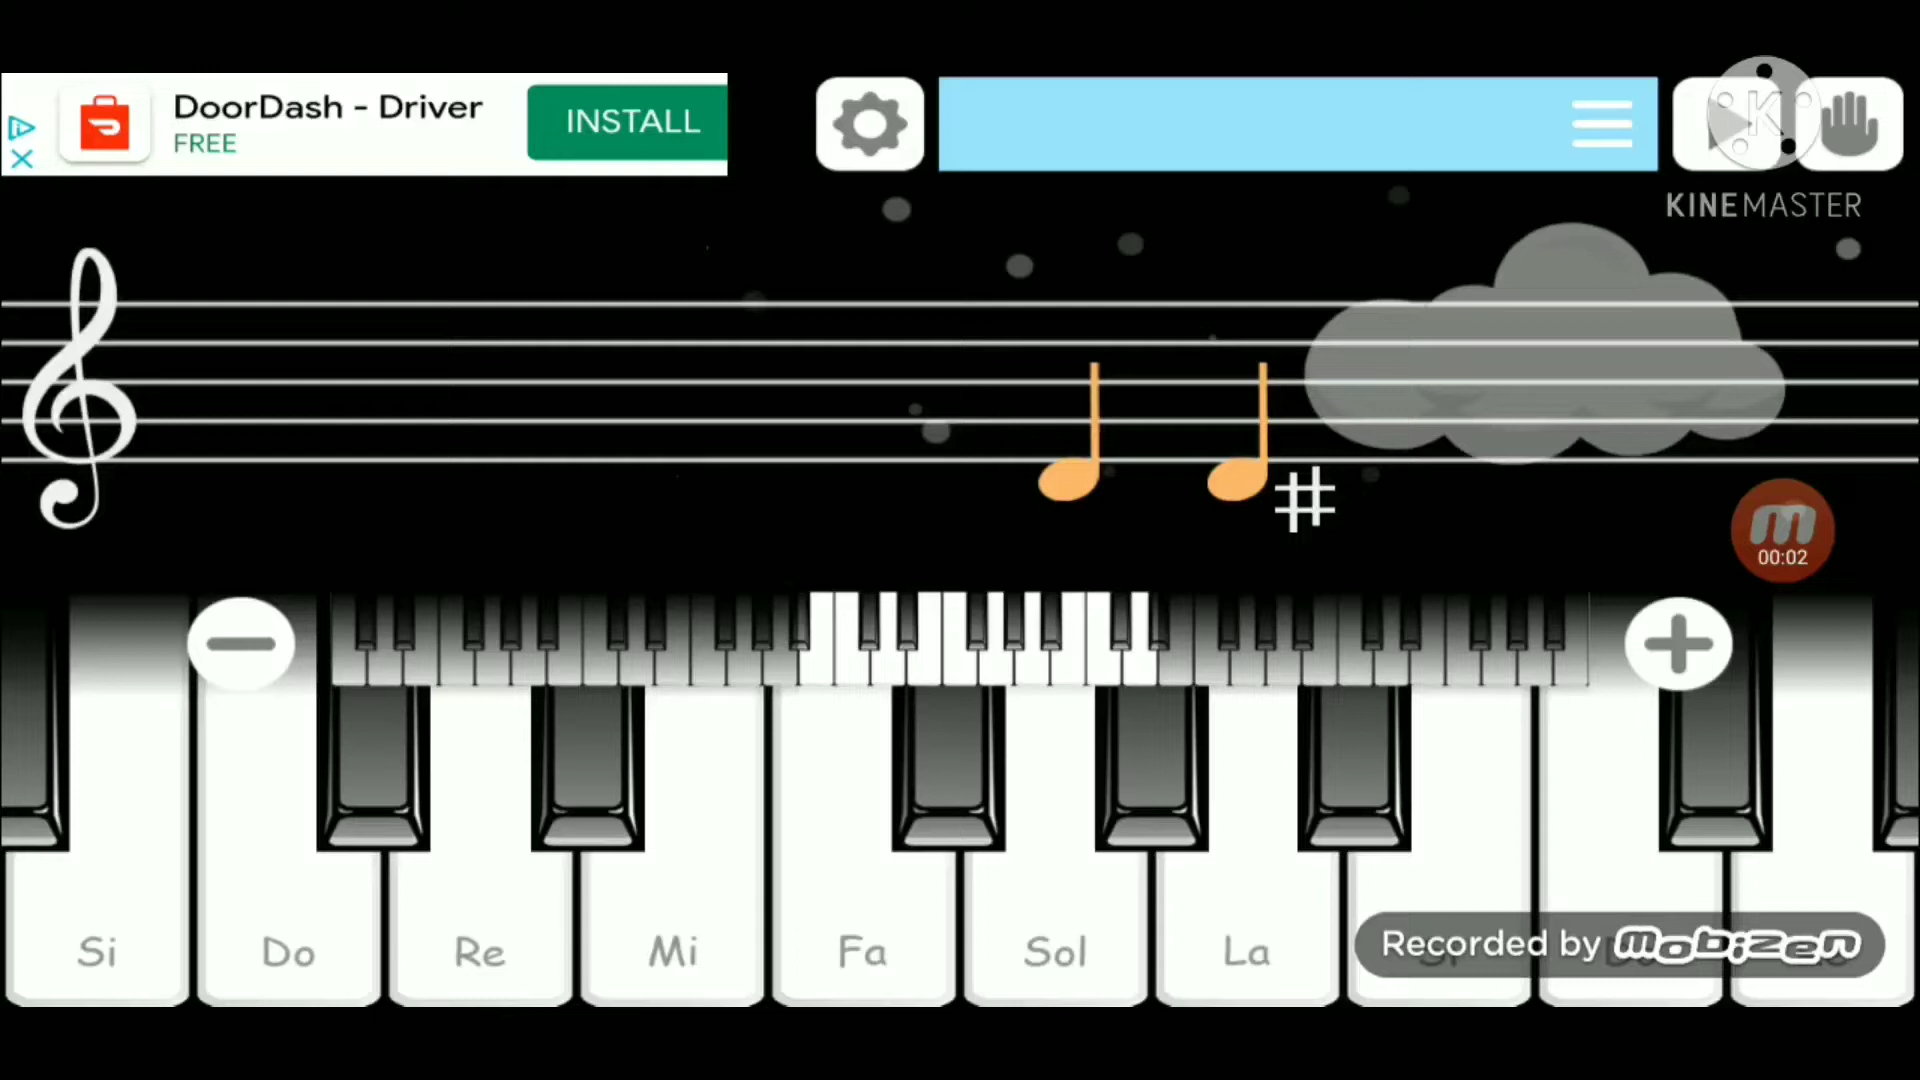 DoorDash - Driver
FREE
INSTALL
K
KINEMASTER
00:02
Si
Do
Re
Mi
Fa
Sol
La
Recorded by mobizen